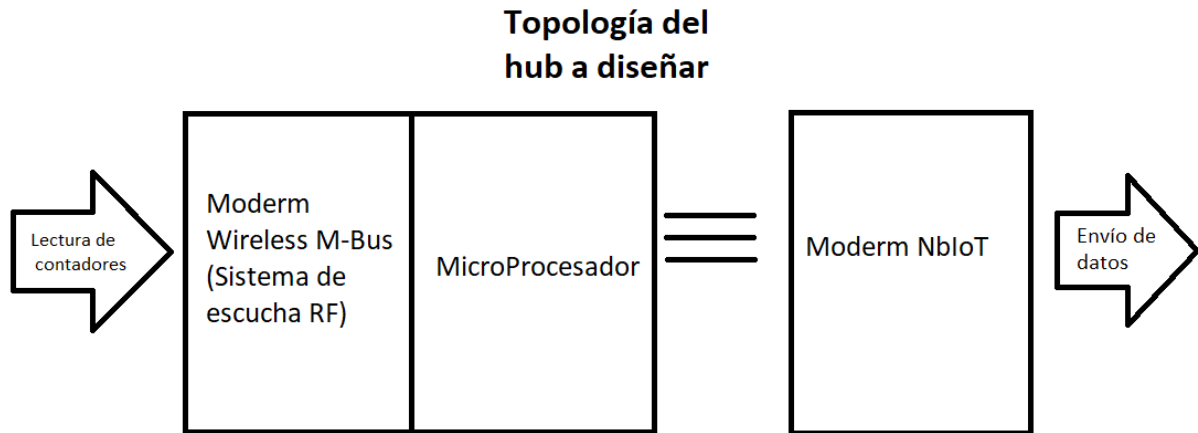 Topología del
hub a diseñar
Lectura de
contadores
Moderm
Wireless M-Bus
(Sistema de
escucha RF)
MicroProcesador
Moderm NbIoT
Envío de
datos